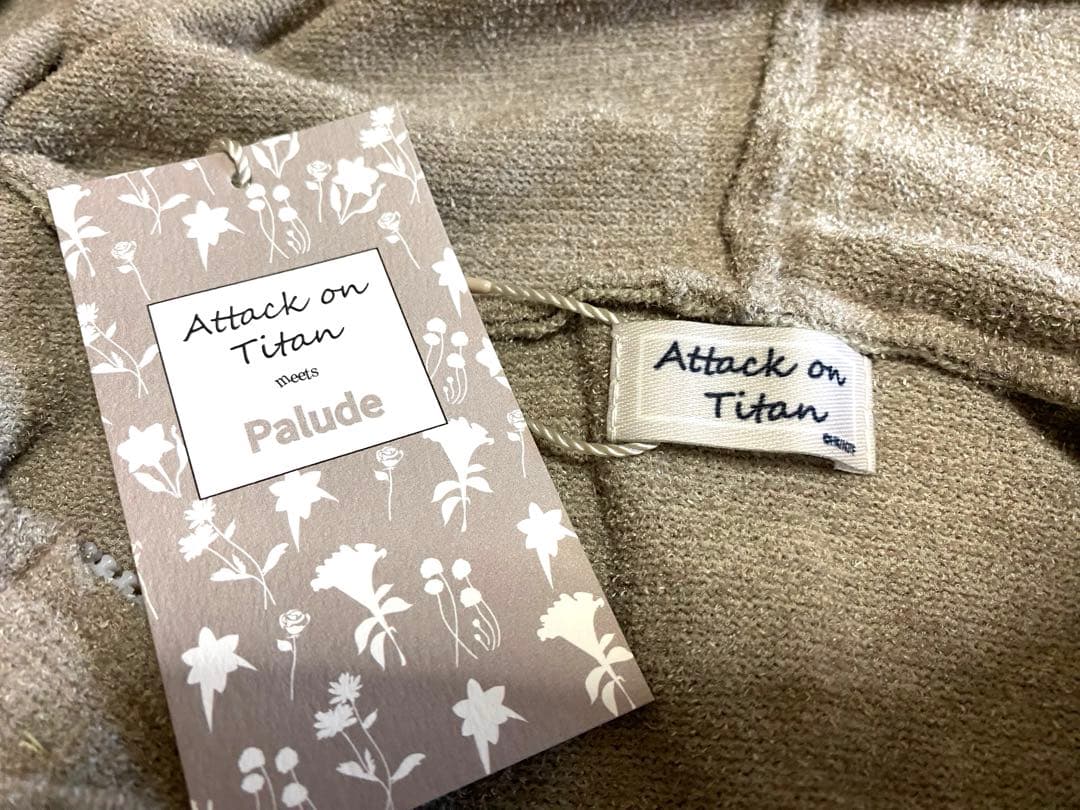 Attack on
Titan
meets
Palude
Attack on
Titan